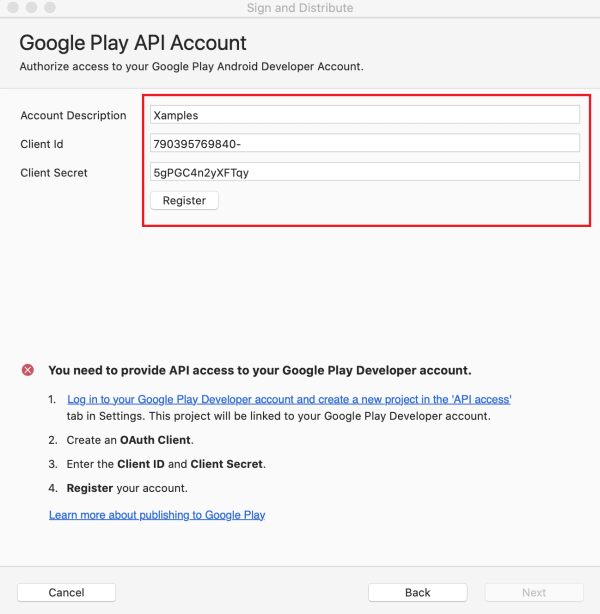 Sign and Distribute
Google Play API Account
Authorize access to your Google Play Android Developer Account.
Account Description Xamples
Client Id 790395769840-
Client Secret 5gPGC4n2yXFTqy
Register
You need to provide API access to your Google Play Developer account.
1. Log in to your Google Play Developer account and create a new project in the 'API access'
tab in Settings. This project will be linked to your Google Play Developer account.
2. Create an OAuth Client.
3. Enter the Client ID and Client Secret.
4. Register your account.
Learn more about publishing to Google Play
Cancel Back Next